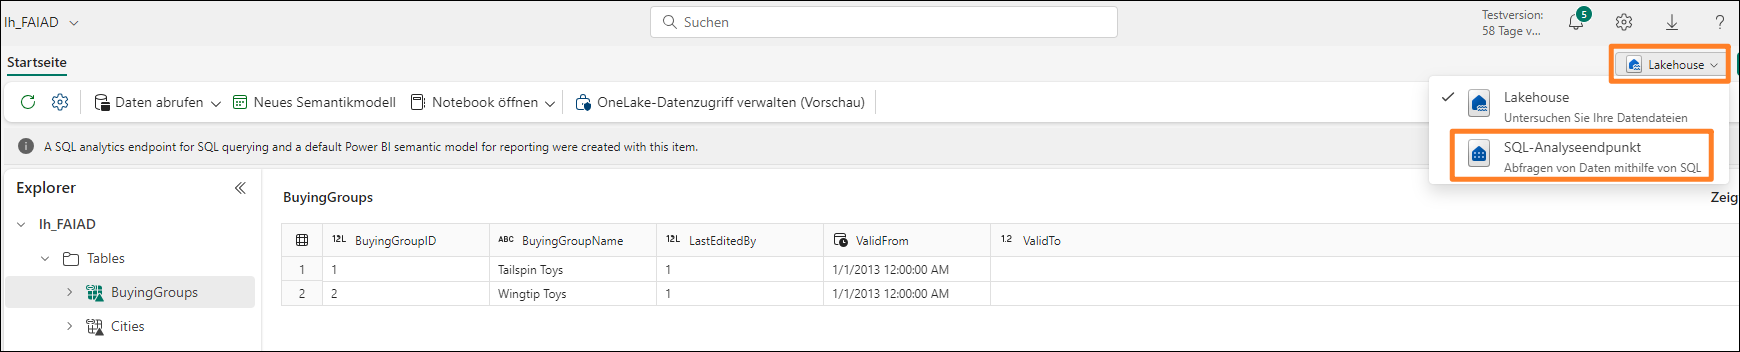 lh_FAIAD
Suchen
Testversion:
58 Tage v...
5
Startseite
Lakehouse
Daten abrufen
Neues Semantikmodell
Notebook öffnen
OneLake-Datenzugriff verwalten (Vorschau)
Lakehouse
Untersuchen Sie Ihre Datendateien
SQL-Analyseendpunkt
Abfragen von Daten mithilfe von SQL
A SQL analytics endpoint for SQL querying and a default Power BI semantic model for reporting were created with this item.
Explorer
lh_FAIAD
Tables
BuyingGroups
Cities
BuyingGroups
Zeig
12L BuyingGroupID ABC BuyingGroupName 12L LastEditedBy ValidFrom 1.2 ValidTo
1 1 Tailspin Toys 1 1/1/2013 12:00:00 AM
2 2 Wingtip Toys 1 1/1/2013 12:00:00 AM